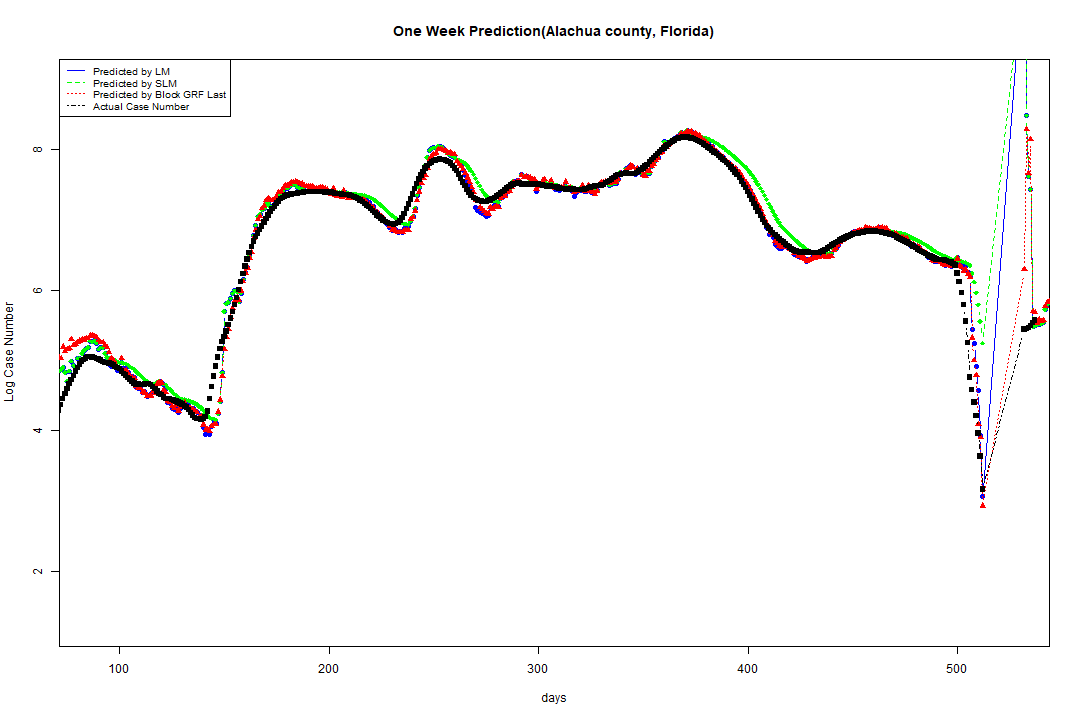 One Week Prediction(Alachua county, Florida)
Predicted by LM
Predicted by SLM
Predicted by Block GRF Last
Actual Case Number
8
6
4
2
Log Case Number
100 200 300 400 500
days